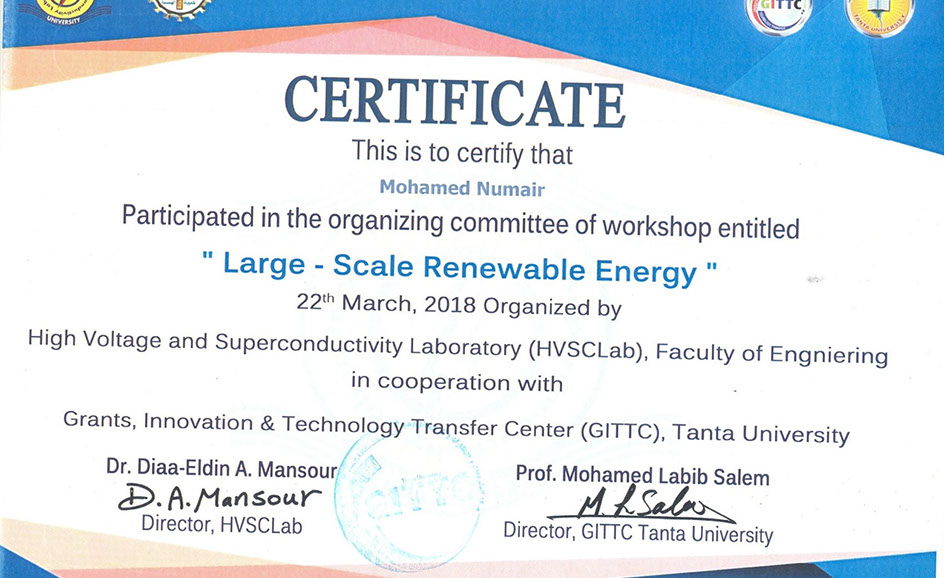 UNIVERSITY
GITTC
TANTA UNIVERSITY
CERTIFICATE
This is to certify that
Mohamed Numair
Participated in the organizing committee of workshop entitled
" Large - Scale Renewable Energy "
22th March, 2018 Organized by
High Voltage and Superconductivity Laboratory (HVSCLab), Faculty of Engniering
in cooperation with
Grants, Innovation & Technology Transfer Center (GITTC), Tanta University
Dr. Diaa-Eldin A. Mansour
Prof. Mohamed Labib Salem
D.A.Mansour
M. L Salem
Director, HVSCLab
Director, GITTC Tanta University
GITTC